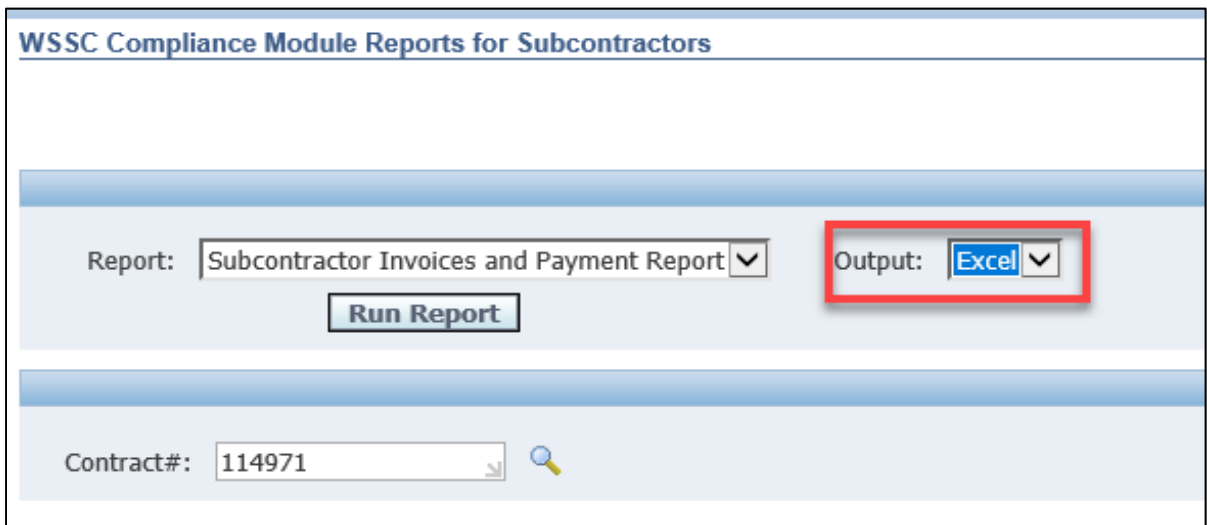 WSSC Compliance Module Reports for Subcontractors
Report: Subcontractor Invoices and Payment Report Output: Excel
Run Report
Contract#: 114971